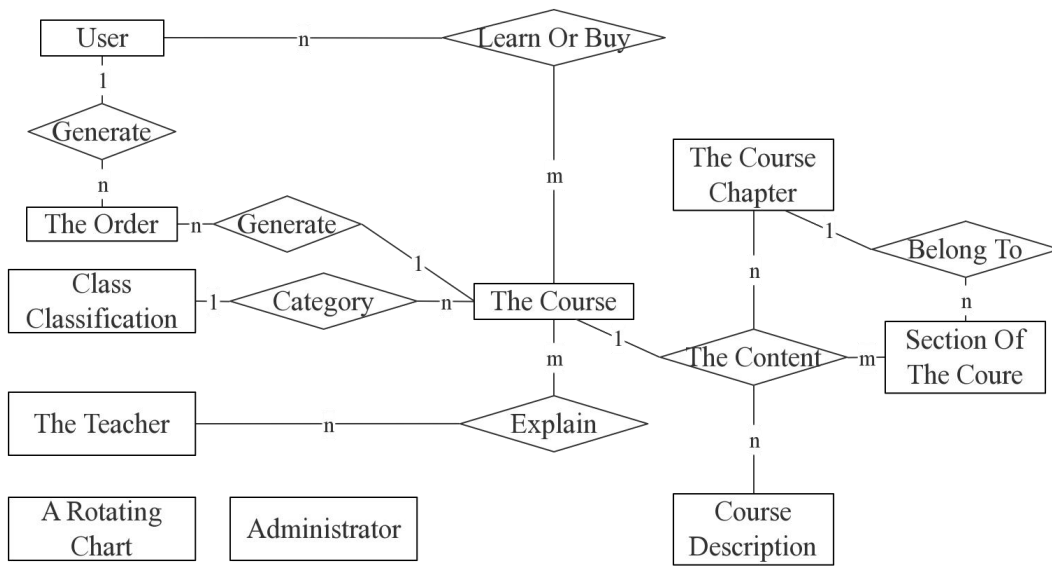 User
n
Learn Or Buy
1
Generate
n
m
The Course
Chapter
The Order
n
Generate
1
1
Belong To
n
n
Class
Classification
1
Category
n
The Course
1
The Content
m
Section Of
The Coure
m
The Teacher
n
Explain
n
A Rotating
Chart
Administrator
Course
Description